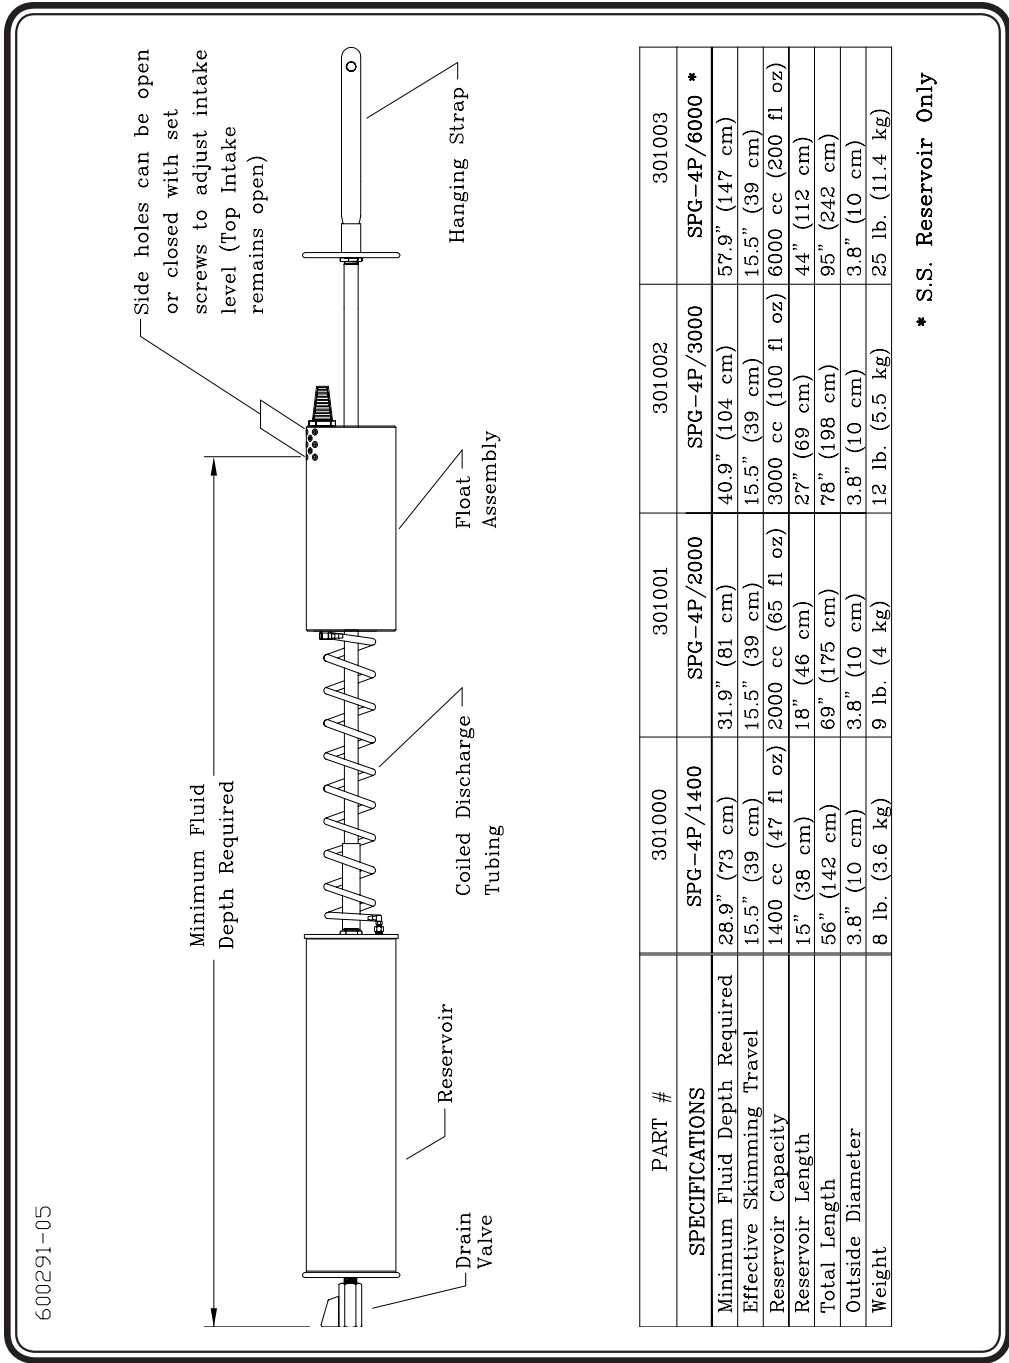 600291-05
Side holes can be open
or closed with set
screws to adjust intake
level (Top Intake
remains open)
Minimum Fluid
Depth Required
Drain
Valve
Reservoir
Coiled Discharge
Tubing
Float
Assembly
Hanging Strap
PART # 301000 301001 301002 301003
SPECIFICATIONS SPG-4P/1400 SPG-4P/2000 SPG-4P/3000 SPG-4P/6000 *
Minimum Fluid Depth Required 28.9" (73 cm) 31.9" (81 cm) 40.9" (104 cm) 57.9" (147 cm)
Effective Skimming Travel 15.5" (39 cm) 15.5" (39 cm) 15.5" (39 cm) 15.5" (39 cm)
Reservoir Capacity 1400 cc (47 fl oz) 2000 cc (65 fl oz) 3000 cc (100 fl oz) 6000 cc (200 fl oz)
Reservoir Length 15" (38 cm) 18" (46 cm) 27" (69 cm) 44" (112 cm)
Total Length 56" (142 cm) 69" (175 cm) 78" (198 cm) 95" (242 cm)
Outside Diameter 3.8" (10 cm) 3.8" (10 cm) 3.8" (10 cm) 3.8" (10 cm)
Weight 8 lb. (3.6 kg) 9 lb. (4 kg) 12 lb. (5.5 kg) 25 lb. (11.4 kg)
* S.S. Reservoir Only